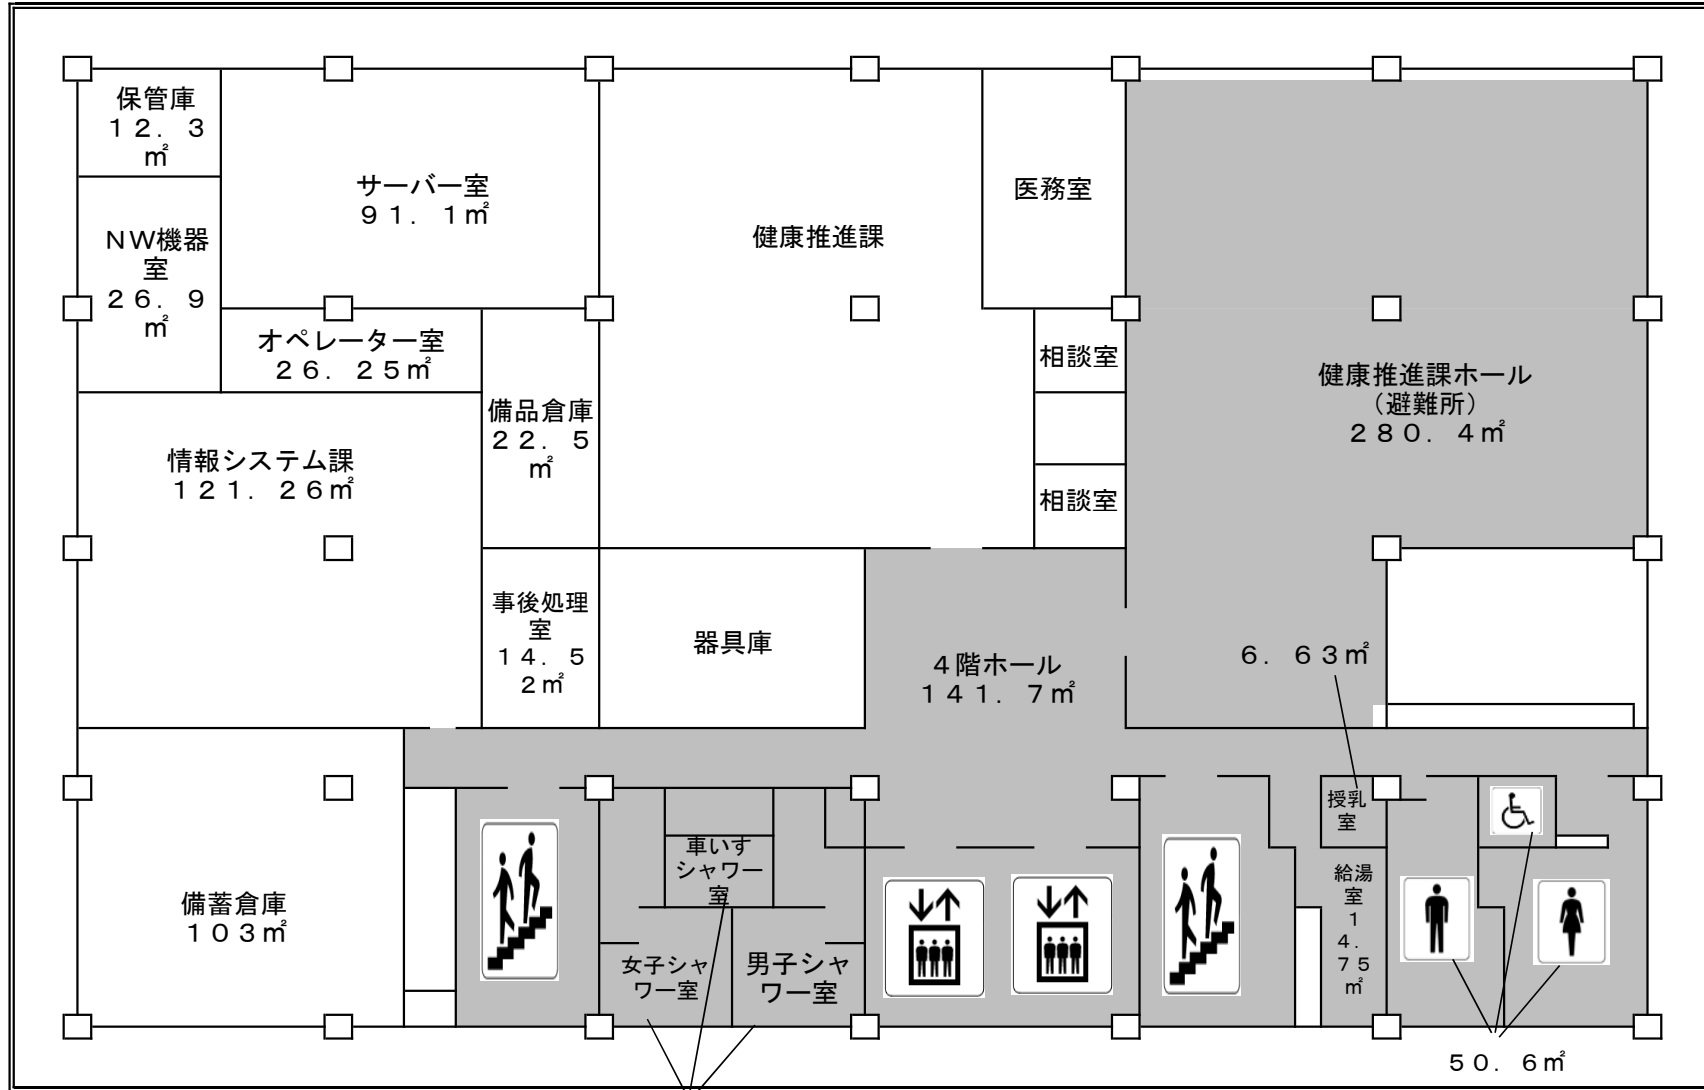 保管庫
１２．３
㎡
サーバー室
９１．１㎡
医務室
健康推進課
ＮＷ機器
室
２６．９
㎡
オペレーター室
２６．２５㎡
相談室
健康推進課ホール
（避難所）
２８０．４㎡
備品倉庫
２２．５
㎡
情報システム課
１２１．２６㎡
相談室
事後処理
室
１４．５
２㎡
器具庫
４階ホール
１４１．７㎡
６．６３㎡
授乳
室
車いす
シャワー
室
備蓄倉庫
１０３㎡
給湯
室
１
４．
７５
㎡
女子シャ
ワー室
男子シャ
ワー室
５０．６㎡